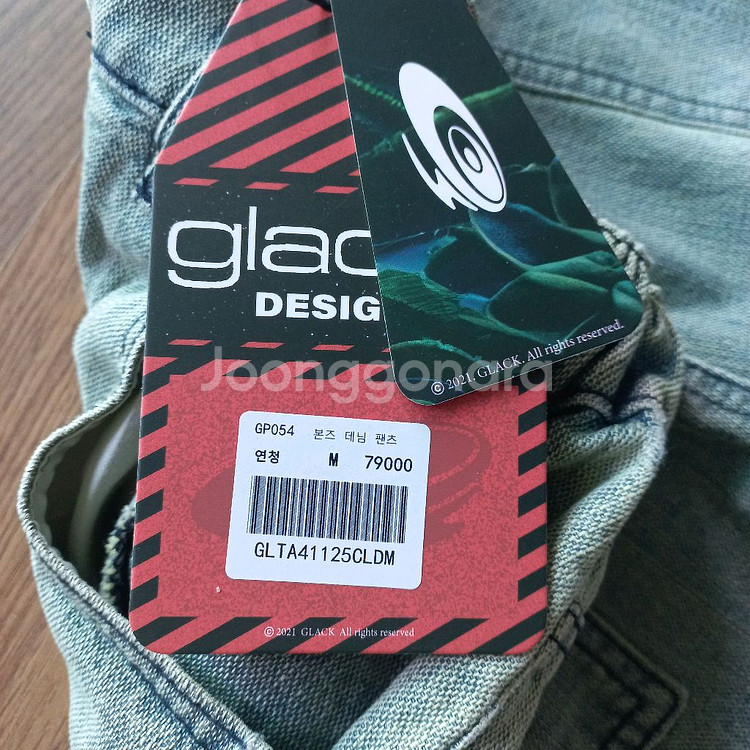 glac
DESIG
© 2021. GLACK. All rights reserved.
Joonggonara
GP054 본즈 데님 팬츠
연청 M 79000
GLTA41125CLDM
© 2021 GLACK All rights reserved